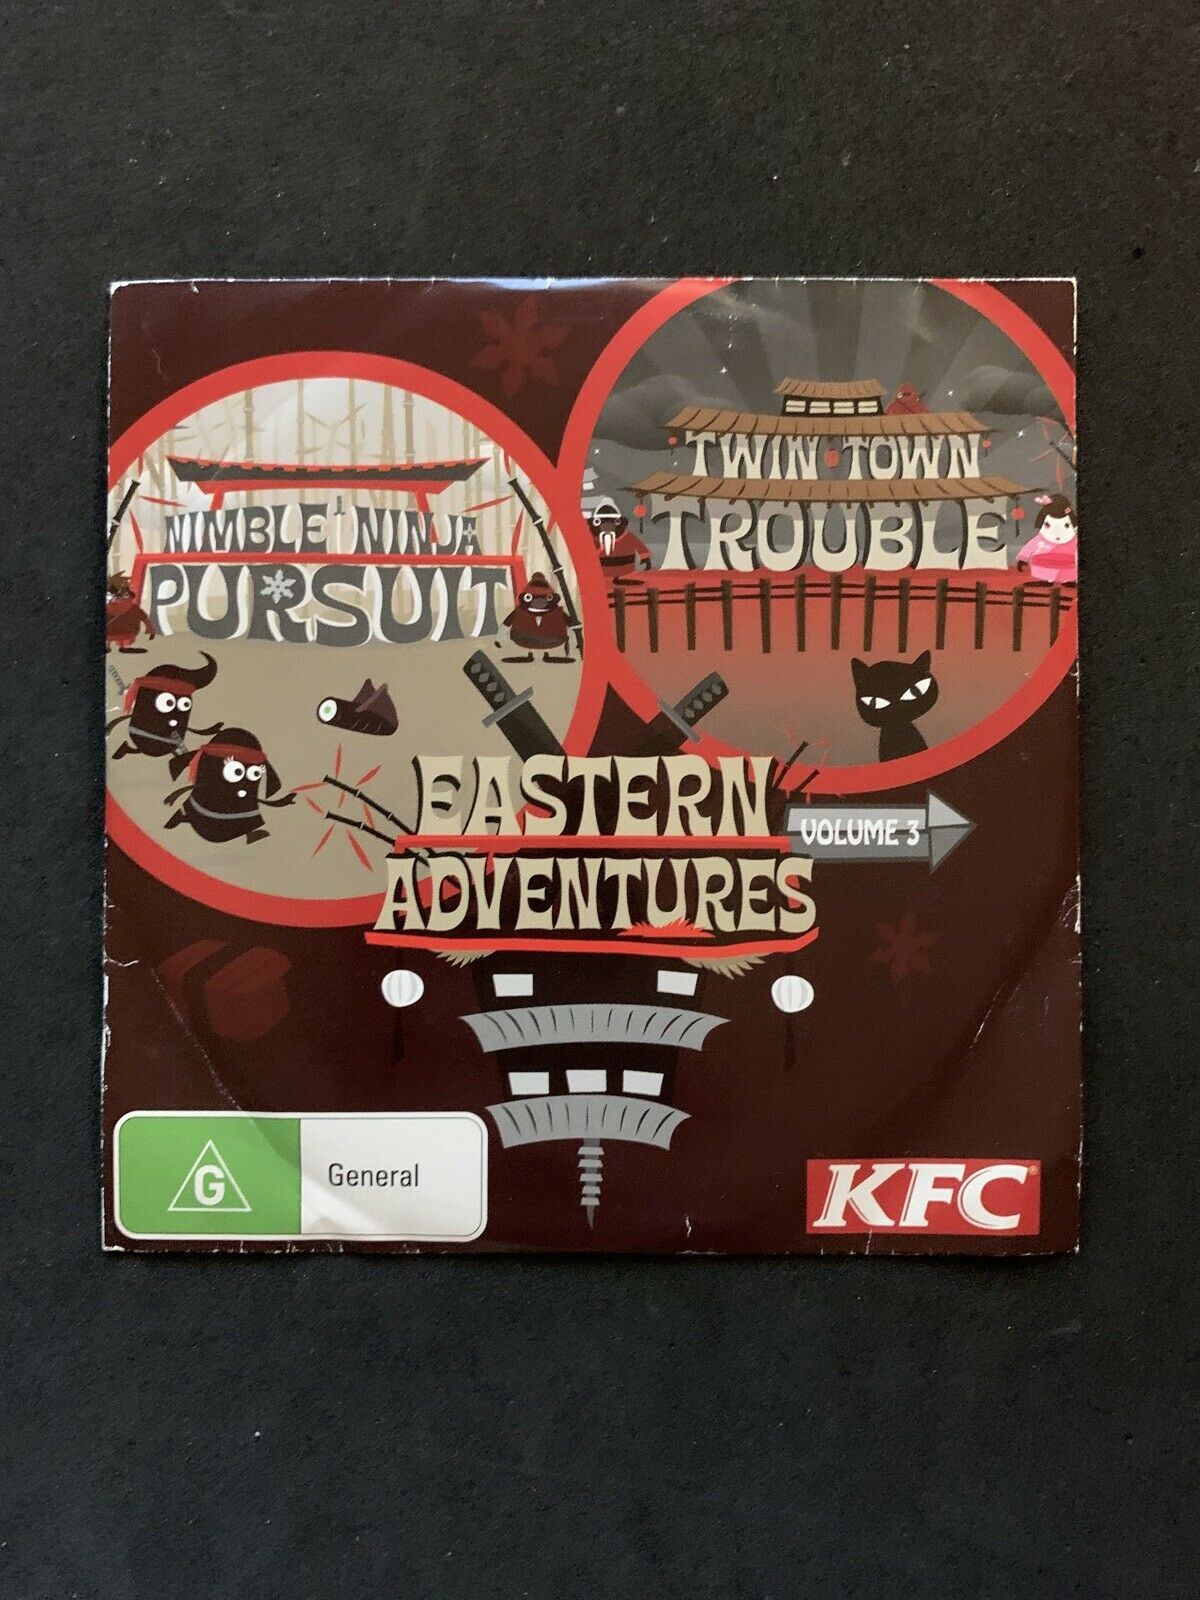 NIMBLE NINJA
PURSUIT
TWIN TOWN
TROUBLE
EASTERN
ADVENTURES
VOLUME 3
G
General
KFC